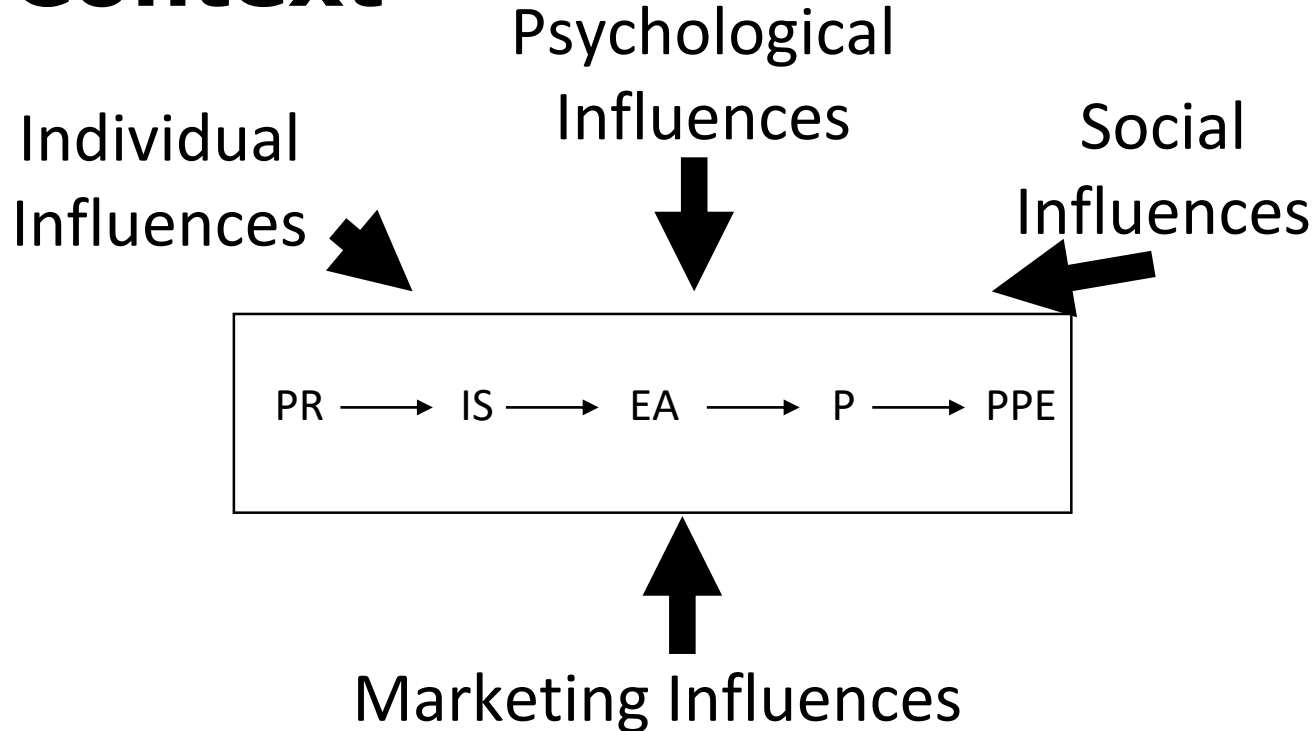 Context
Psychological
Influences
Individual
Influences
Social
Influences
PR IS EA P PPE
Marketing Influences